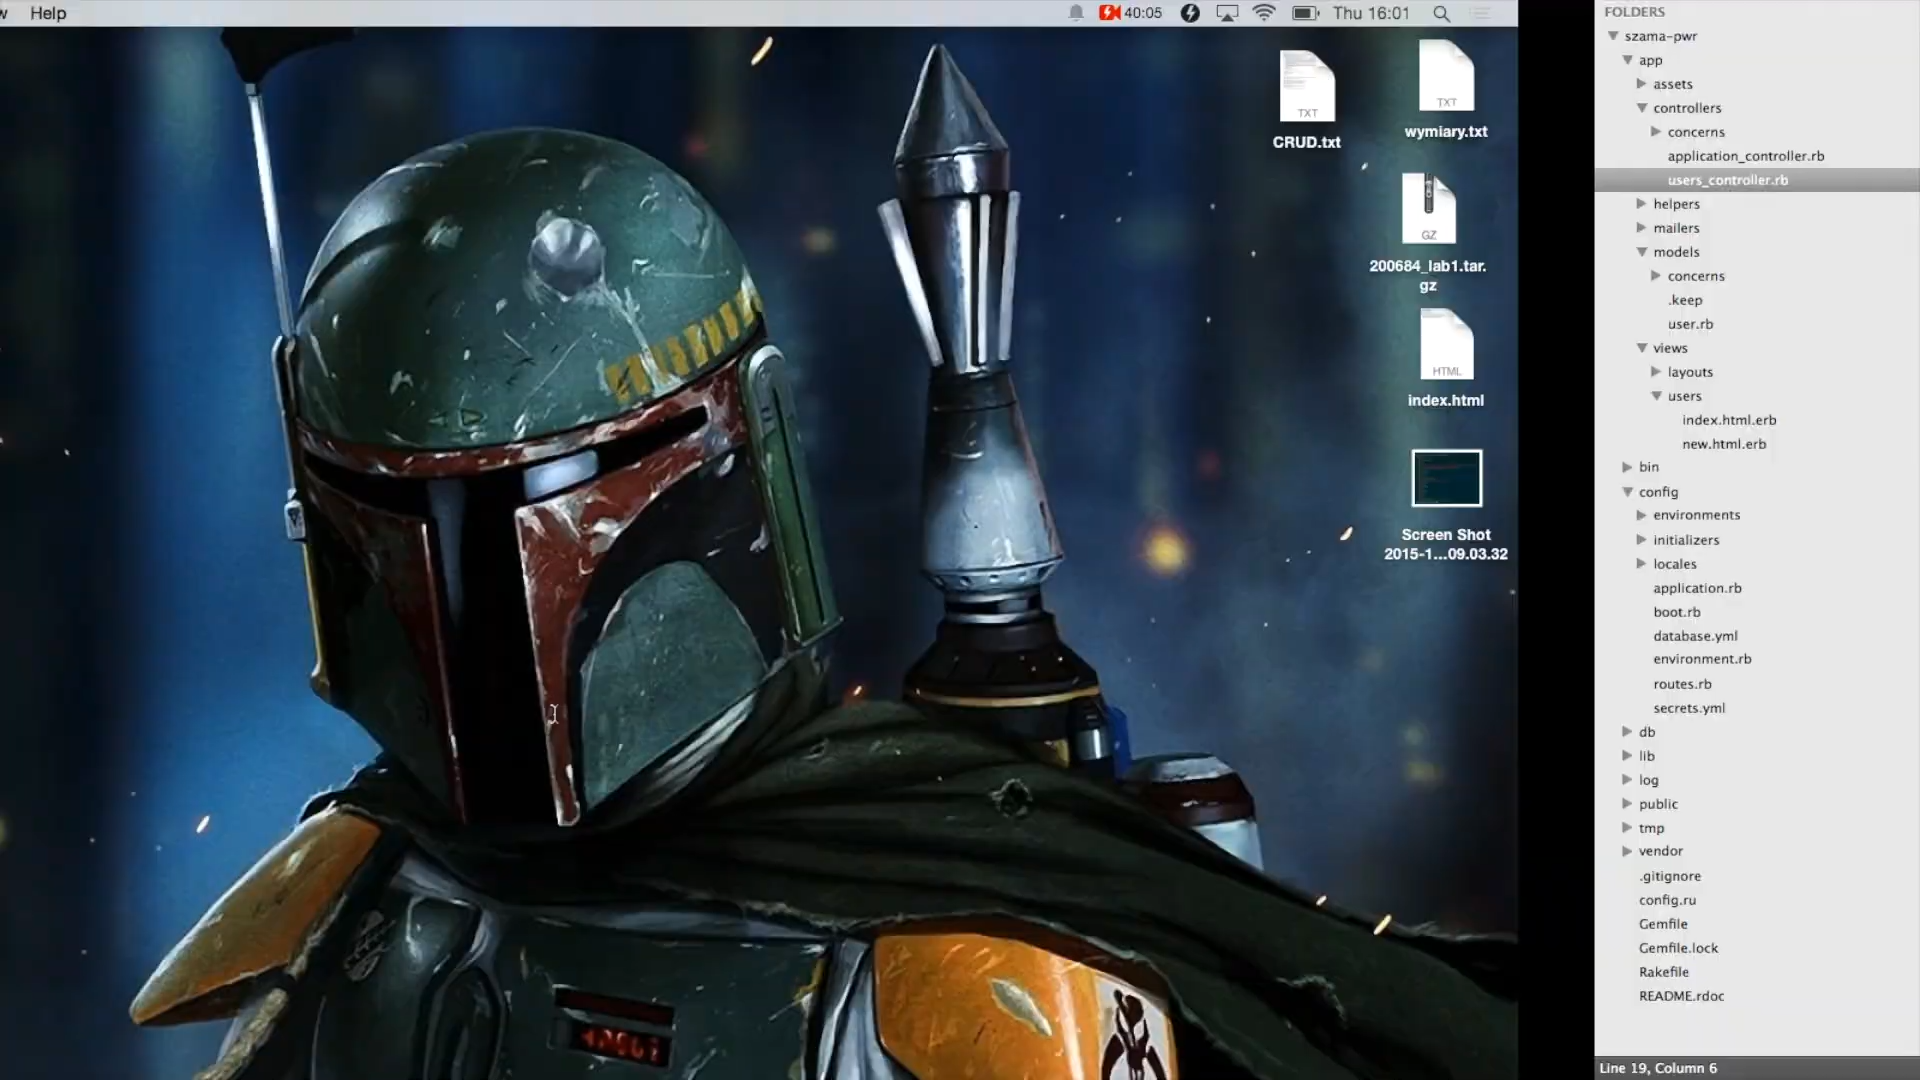 w Help 40:05 Thu 16:01
TXT
CRUD.txt
TXT
wymiary.txt
GZ
200684_lab1.tar.
gz
HTML
index.html
Screen Shot
2015-1...09.03.32
FOLDERS
szama-pwr
app
assets
controllers
concerns
application_controller.rb
users_controller.rb
helpers
mailers
models
concerns
.keep
user.rb
views
layouts
users
index.html.erb
new.html.erb
bin
config
environments
initializers
locales
application.rb
boot.rb
database.yml
environment.rb
routes.rb
secrets.yml
db
lib
log
public
tmp
vendor
.gitignore
config.ru
Gemfile
Gemfile.lock
Rakefile
README.rdoc
Line 19, Column 6